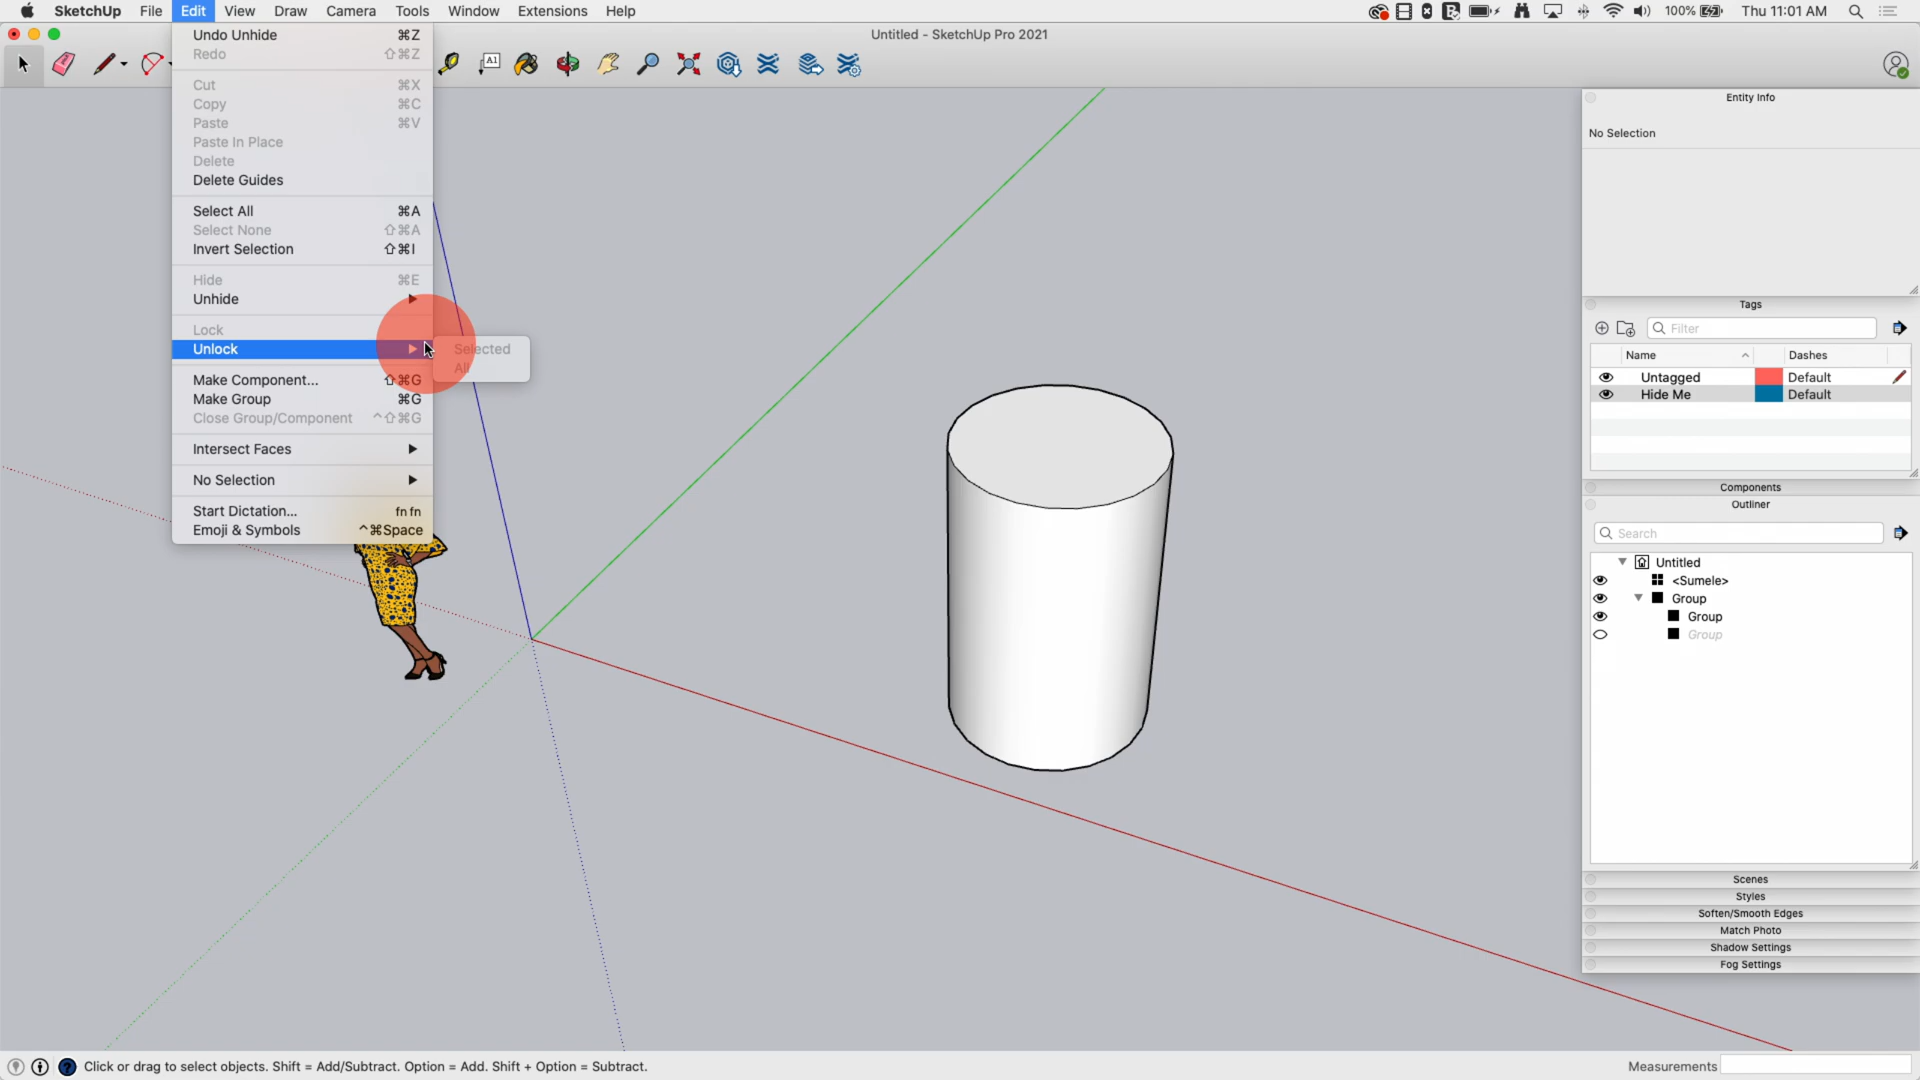 SketchUp File Edit View Draw Camera Tools Window Extensions Help 100% Thu 11:01 AM
Untitled - SketchUp Pro 2021
A1
Undo Unhide ⌘Z
Redo ⇧⌘Z
Cut ⌘X
Copy ⌘C
Paste ⌘V
Paste In Place
Delete
Delete Guides
Select All ⌘A
Select None ⇧⌘A
Invert Selection ⇧⌘I
Hide ⌘E
Unhide
Lock
Unlock
Selected
All
Make Component... ⇧⌘G
Make Group ⌘G
Close Group/Component ^⇧⌘G
Intersect Faces
No Selection
Start Dictation... fn fn
Emoji & Symbols ^⌘Space
Entity Info
No Selection
Tags
Filter
Name Dashes
Untagged Default
Hide Me Default
Components
Outliner
Search
Untitled
<Sumele>
Group
Group
Group
Scenes
Styles
Soften/Smooth Edges
Match Photo
Shadow Settings
Fog Settings
Click or drag to select objects. Shift = Add/Subtract. Option = Add. Shift + Option = Subtract.
Measurements